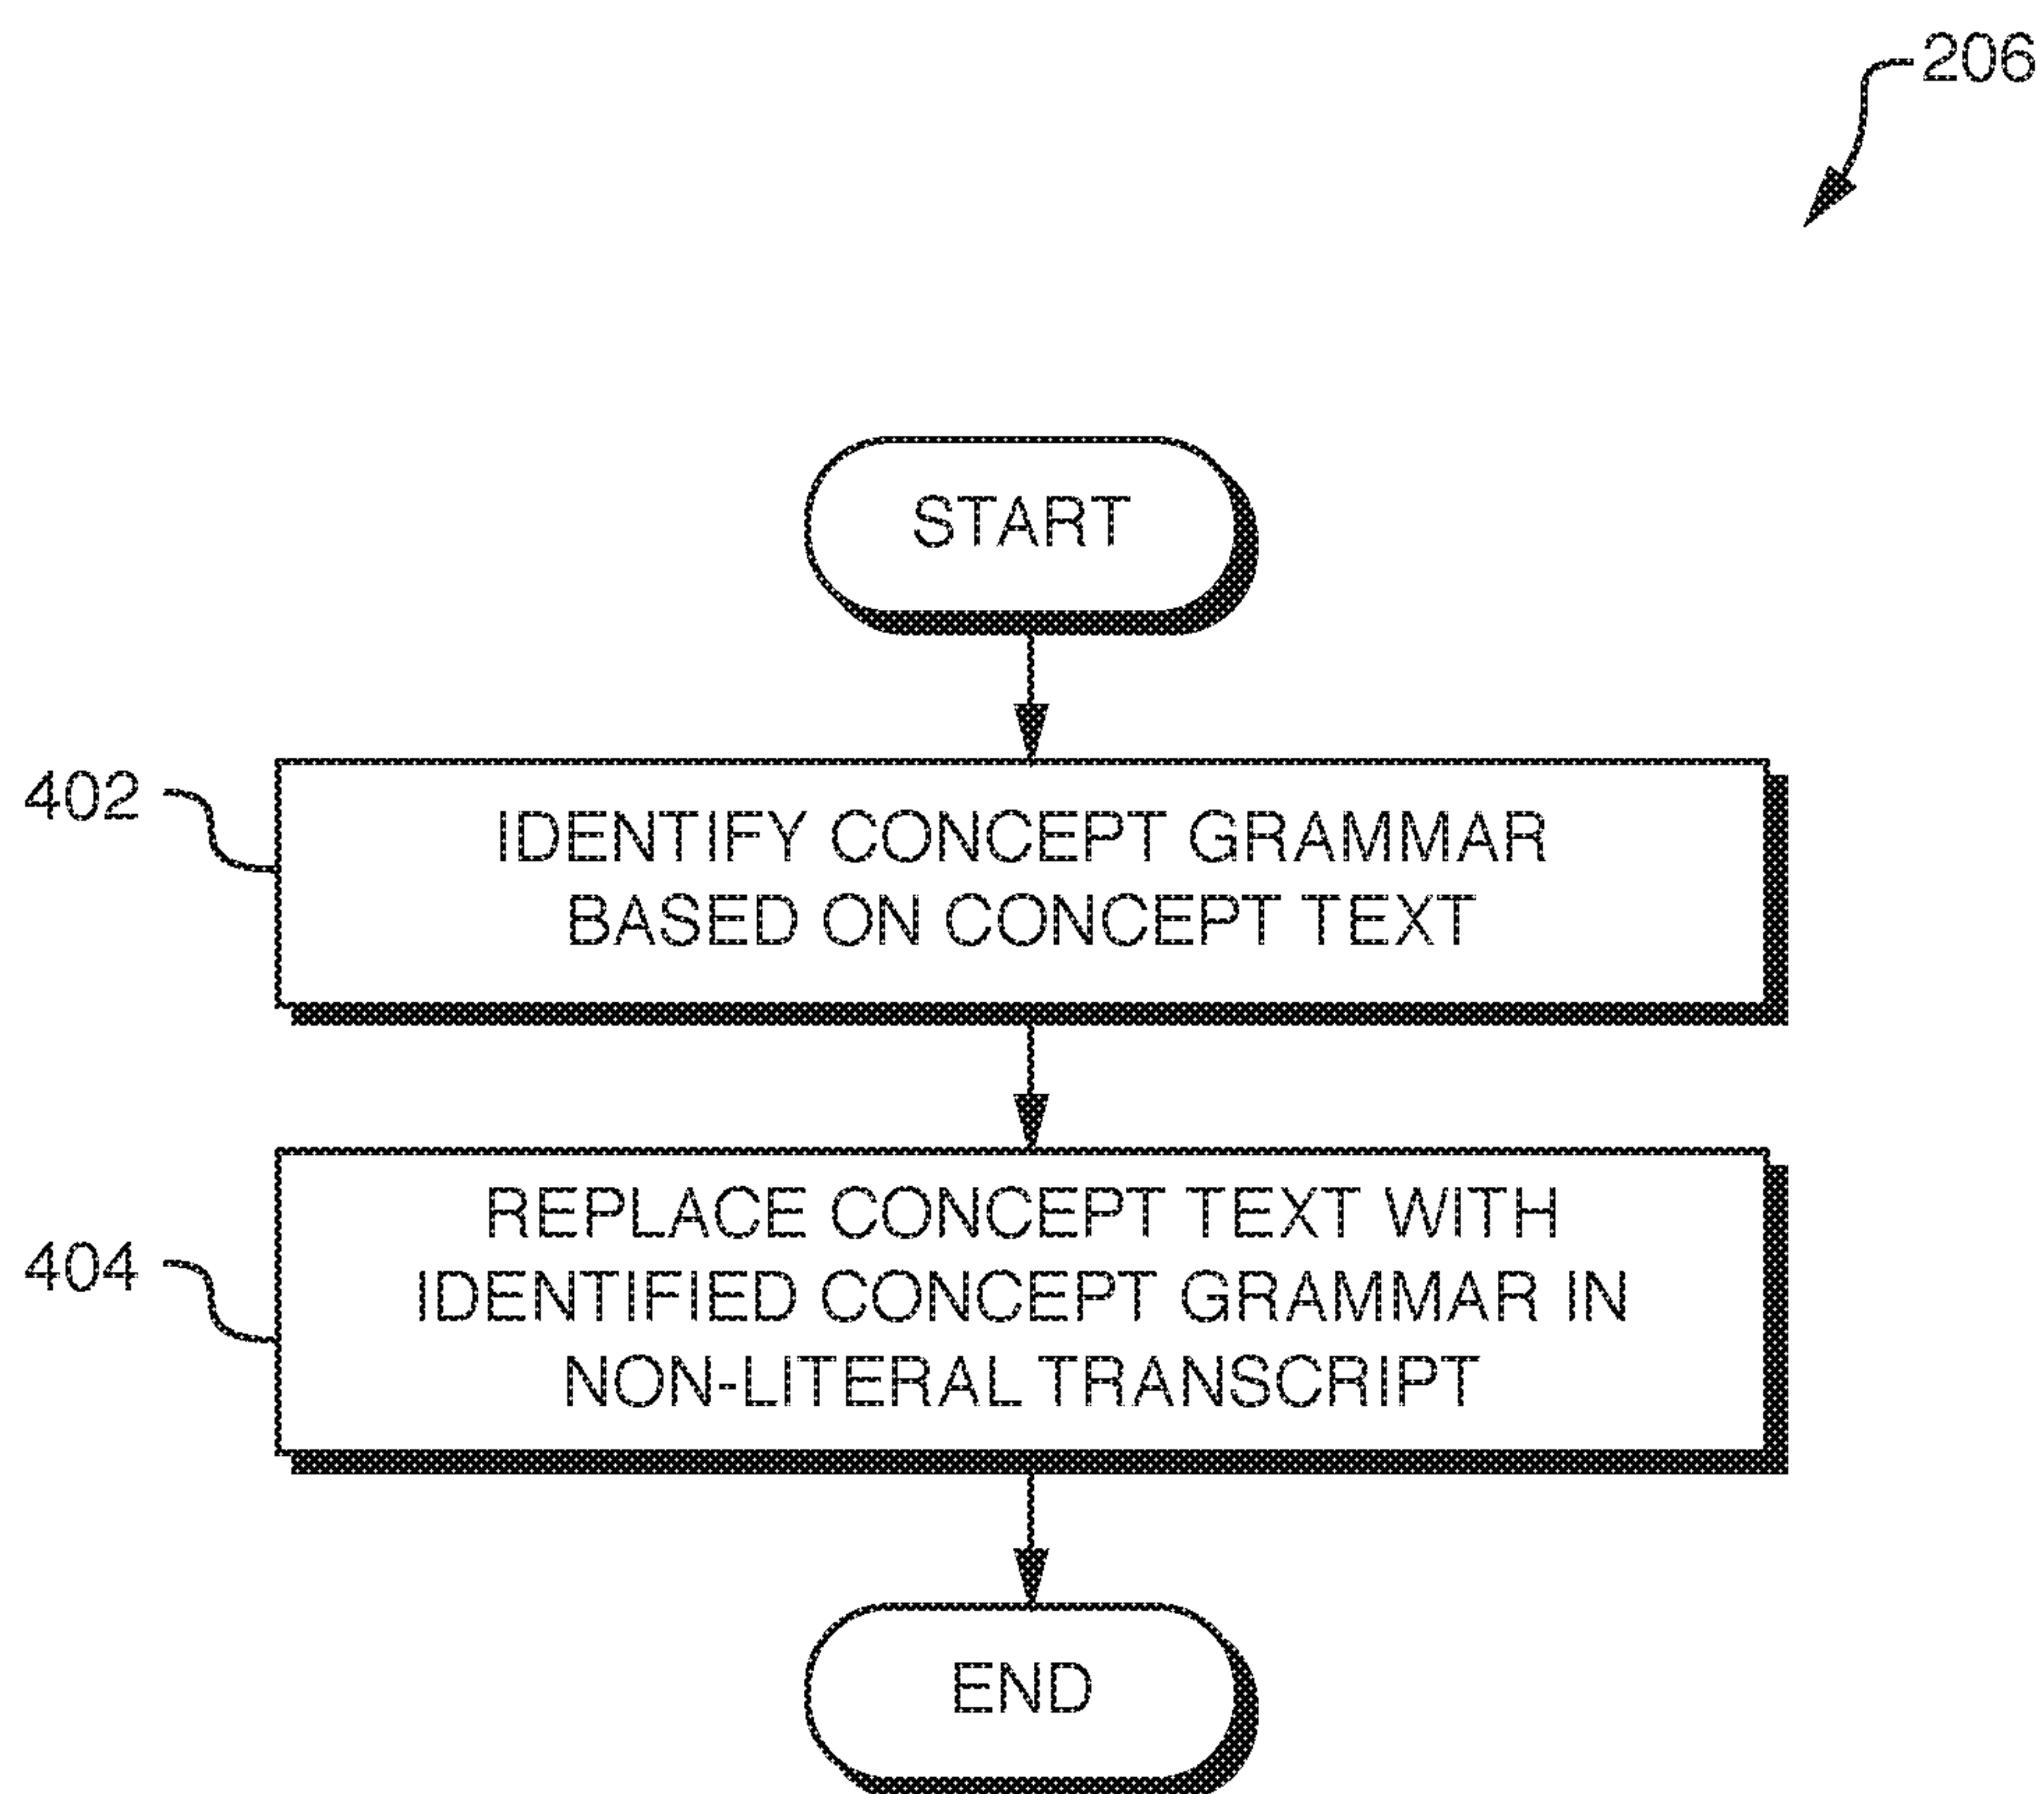 206
START
402
IDENTIFY CONCEPT GRAMMAR
BASED ON CONCEPT TEXT
REPLACE CONCEPT TEXT WITH
404
IDENTIFIED CONCEPT GRAMMAR IN
NON-LITERAL TRANSCRIPT
END